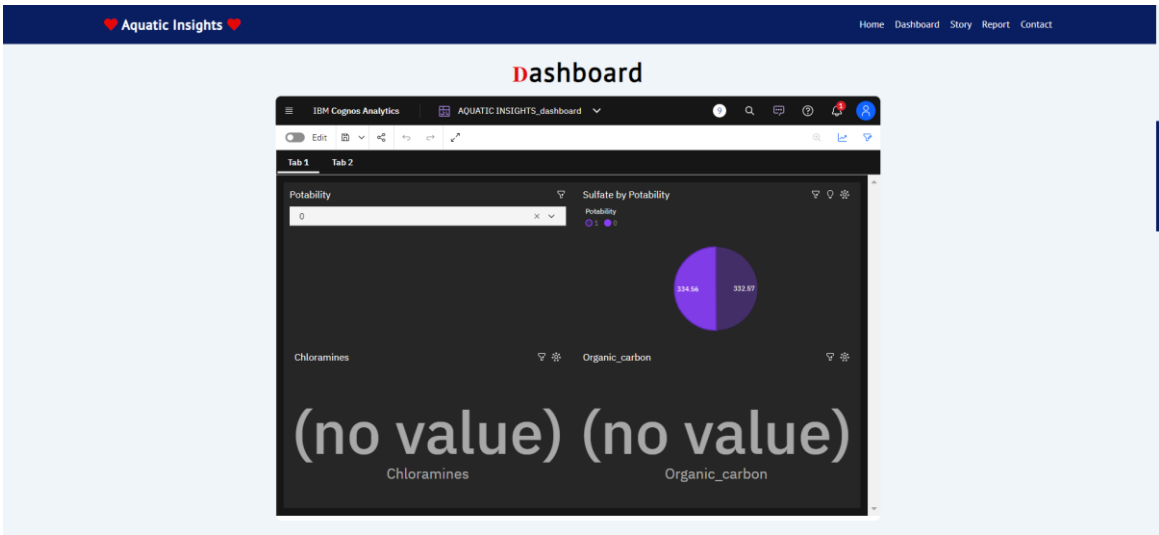 Aquatic Insights
Home Dashboard Story Report Contact
Dashboard
IBM Cognos Analytics
AQUATIC INSIGHTS_dashboard
9
1
Edit
Tab 1 Tab 2
Potability
0
Sulfate by Potability
Potability
1 0
334.56 332.57
Chloramines
(no value)
Chloramines
Organic_carbon
(no value)
Organic_carbon